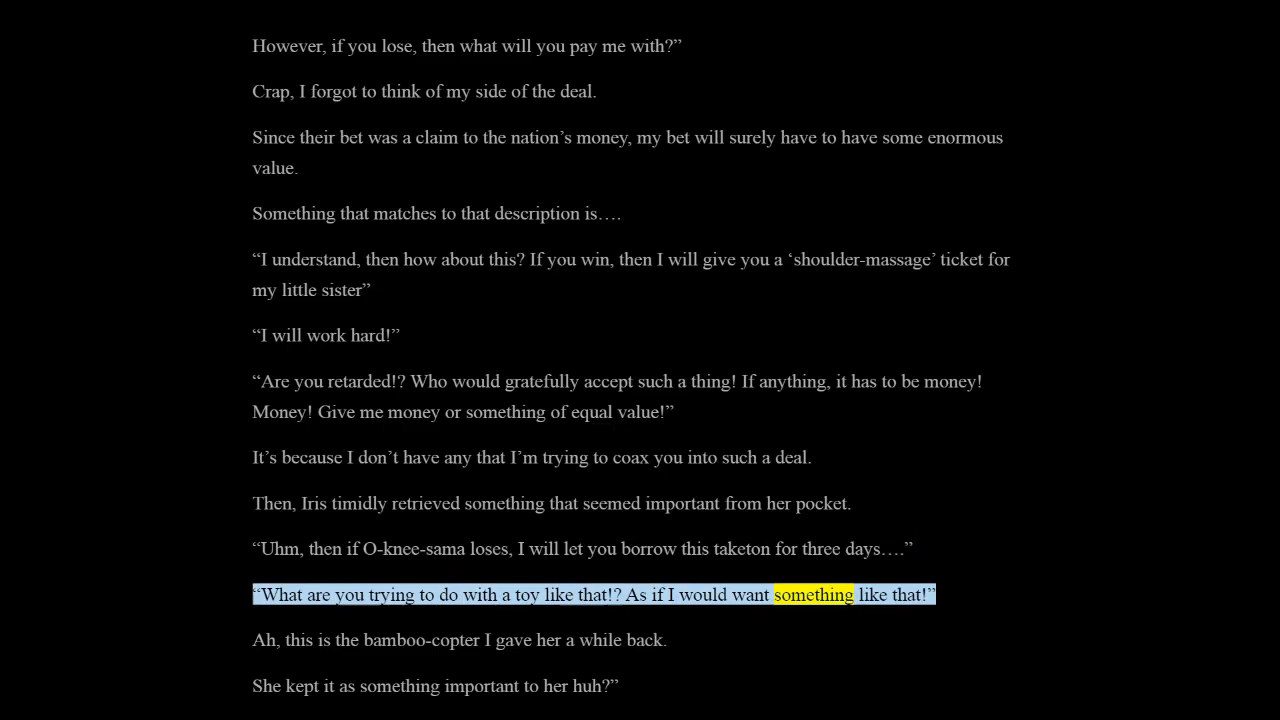 However, if you lose, then what will you pay me with?”
Crap, I forgot to think of my side of the deal.
Since their bet was a claim to the nation’s money, my bet will surely have to have some enormous
value.
Something that matches to that description is….
“I understand, then how about this? If you win, then I will give you a ‘shoulder-massage’ ticket for
my little sister”
“I will work hard!”
“Are you retarded!? Who would gratefully accept such a thing! If anything, it has to be money!
Money! Give me money or something of equal value!”
It’s because I don’t have any that I’m trying to coax you into such a deal.
Then, Iris timidly retrieved something that seemed important from her pocket.
“Uhm, then if O-knee-sama loses, I will let you borrow this taketon for three days….”
“What are you trying to do with a toy like that!? As if I would want something like that!”
Ah, this is the bamboo-copter I gave her a while back.
She kept it as something important to her huh?”